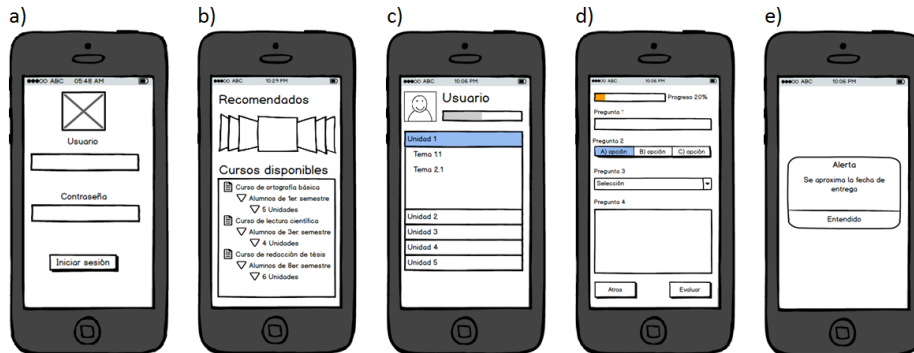 a)
●●●○○ ABC 05:48 AM
Usuario
Contraseña
Iniciar sesión
b)
●●●○○ ABC 10:29 PM
Recomendados
Cursos disponibles
Curso de ortografía básica
Alumnos de 1er. semestre
5 Unidades
Curso de lectura científica
Alumnos de 3er semestre
4 Unidades
Curso de redacción de tésis
Alumnos de 8er semestre
6 Unidades
c)
●●●○○ ABC 10:06 PM
Usuario
Unidad 1
Tema 1.1
Tema 2.1
Unidad 2
Unidad 3
Unidad 4
Unidad 5
d)
●●●○○ ABC 10:06 PM
Progreso 20%
Pregunta 1
Pregunta 2
A) opción B) opción C) opción
Pregunta 3
Selección
Pregunta 4
Atras Evaluar
e)
●●●○○ ABC 10:06 PM
Alerta
Se aproxima la fecha de
entrega
Entendido